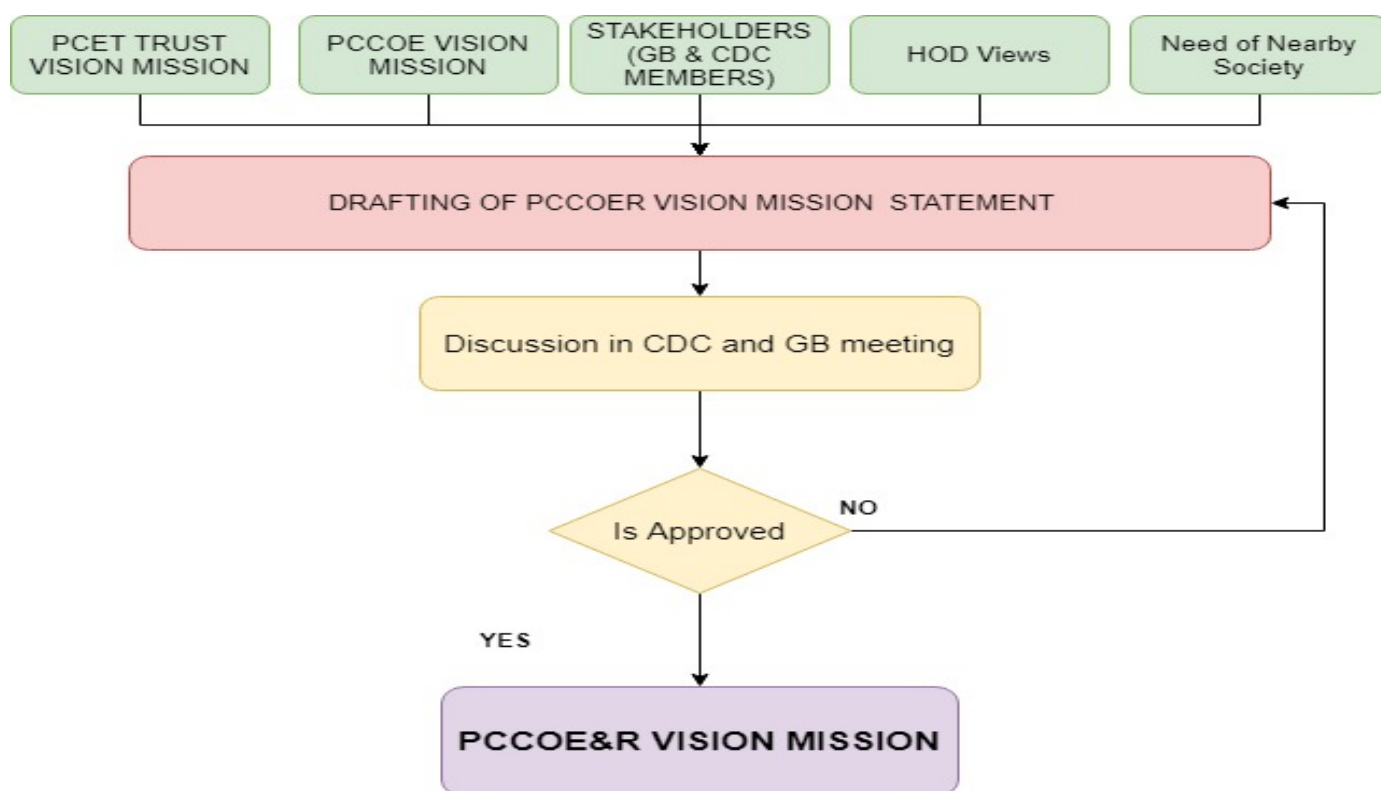 PCET TRUST
VISION MISSION
PCCOE VISION
MISSION
STAKEHOLDERS
(GB & CDC
MEMBERS)
HOD Views
Need of Nearby
Society
DRAFTING OF PCCOER VISION MISSION STATEMENT
Discussion in CDC and GB meeting
Is Approved
NO
YES
PCCOE&R VISION MISSION